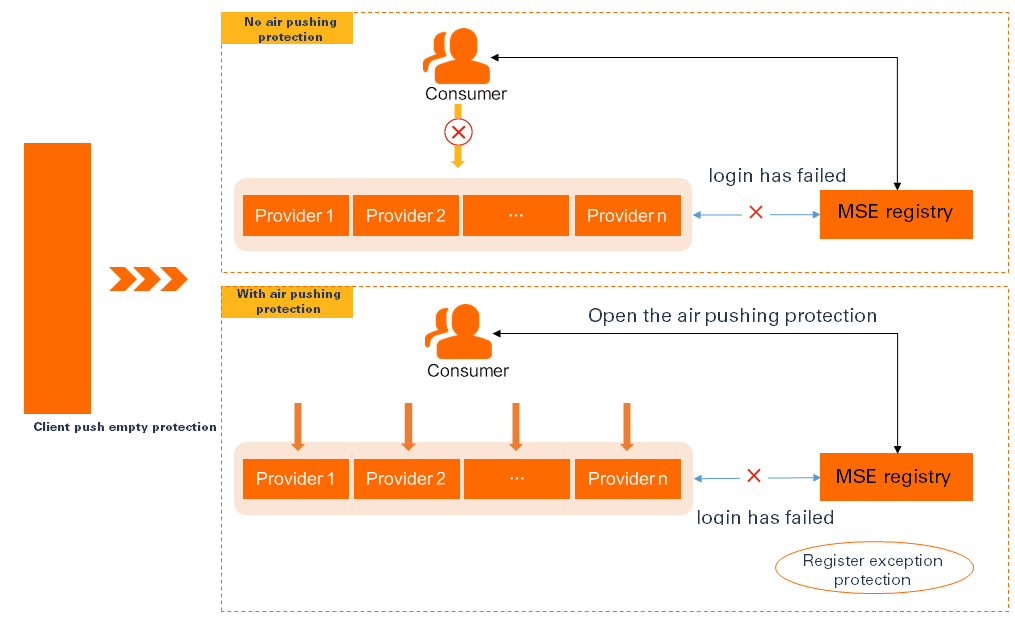 No air pushing
protection
Consumer
login has failed
Provider 1
Provider 2
...
Provider n
MSE registry
With air pushing
protection
Open the air pushing protection
Consumer
Client push empty protection
Provider 1
Provider 2
...
Provider n
MSE registry
login has failed
Register exception
protection